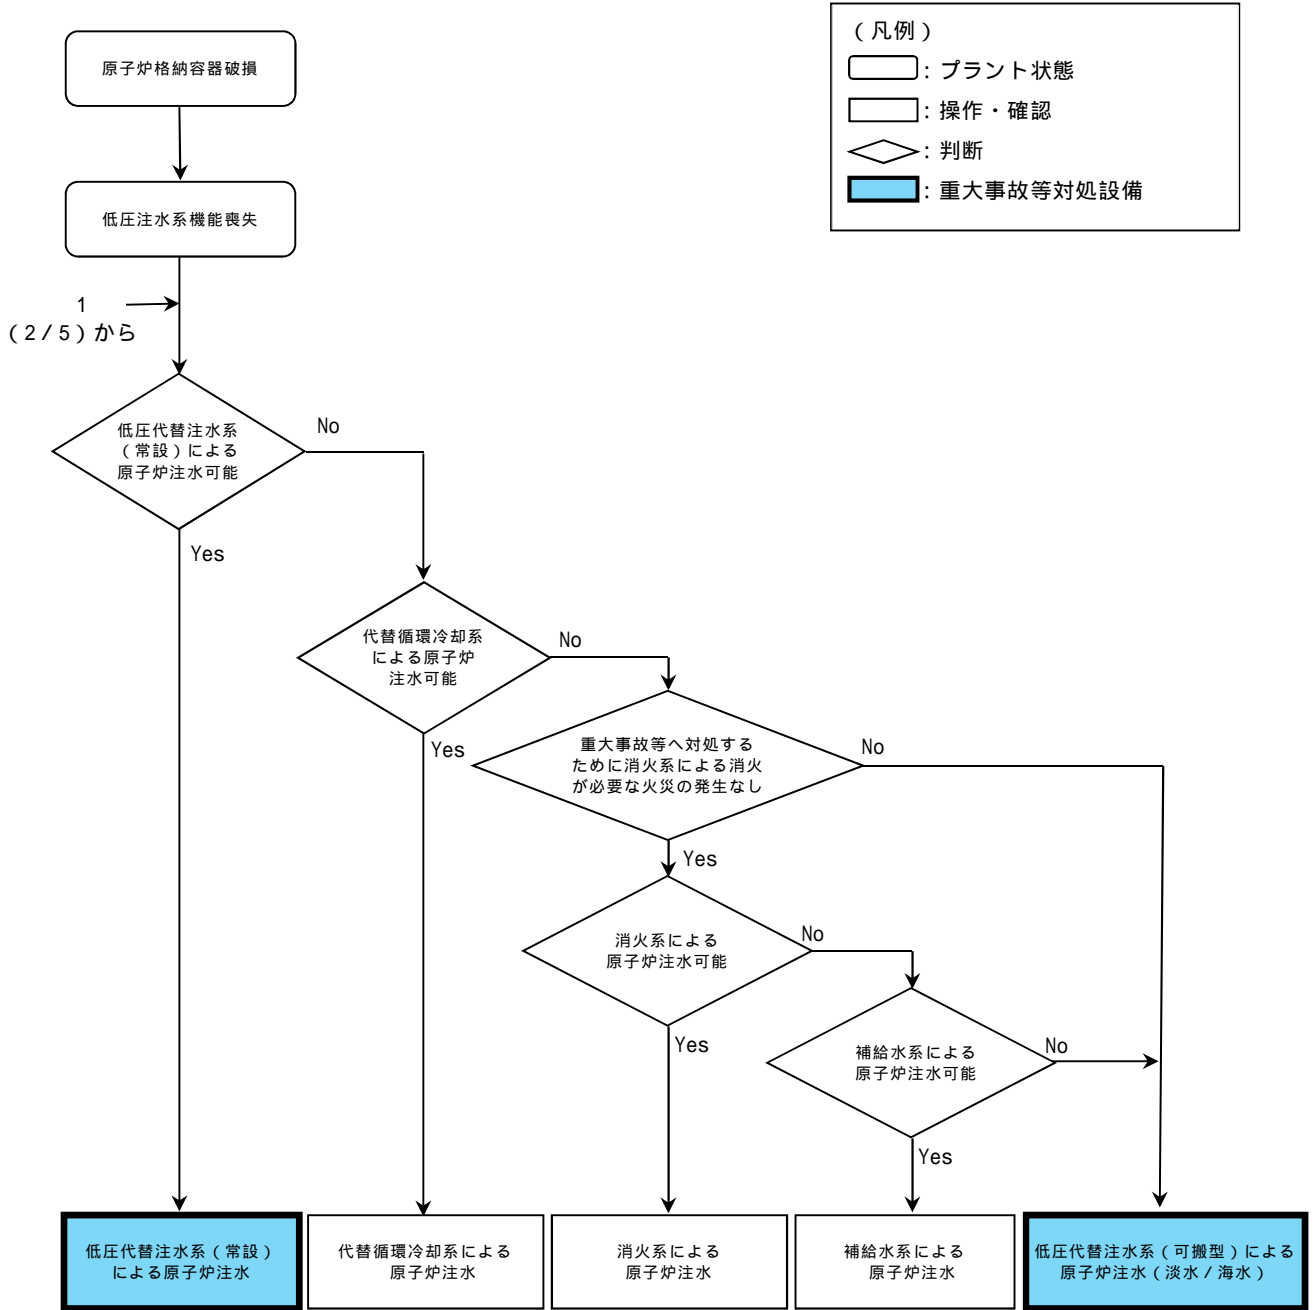 (凡例)
:プラント状態
:操作・確認
:判断
:重大事故等対処設備
原子炉格納容器破損
低圧注水系機能喪失
1
(2/5)から
低圧代替注水系
(常設)による
原子炉注水可能
No
Yes
代替循環冷却系
による原子炉
注水可能
No
Yes
重大事故等へ対処する
ために消火系による消火
が必要な火災の発生なし
No
Yes
消火系による
原子炉注水可能
No
Yes
補給水系による
原子炉注水可能
No
Yes
低圧代替注水系(常設)
による原子炉注水
代替循環冷却系による
原子炉注水
消火系による
原子炉注水
補給水系による
原子炉注水
低圧代替注水系(可搬型)による
原子炉注水(淡水/海水)